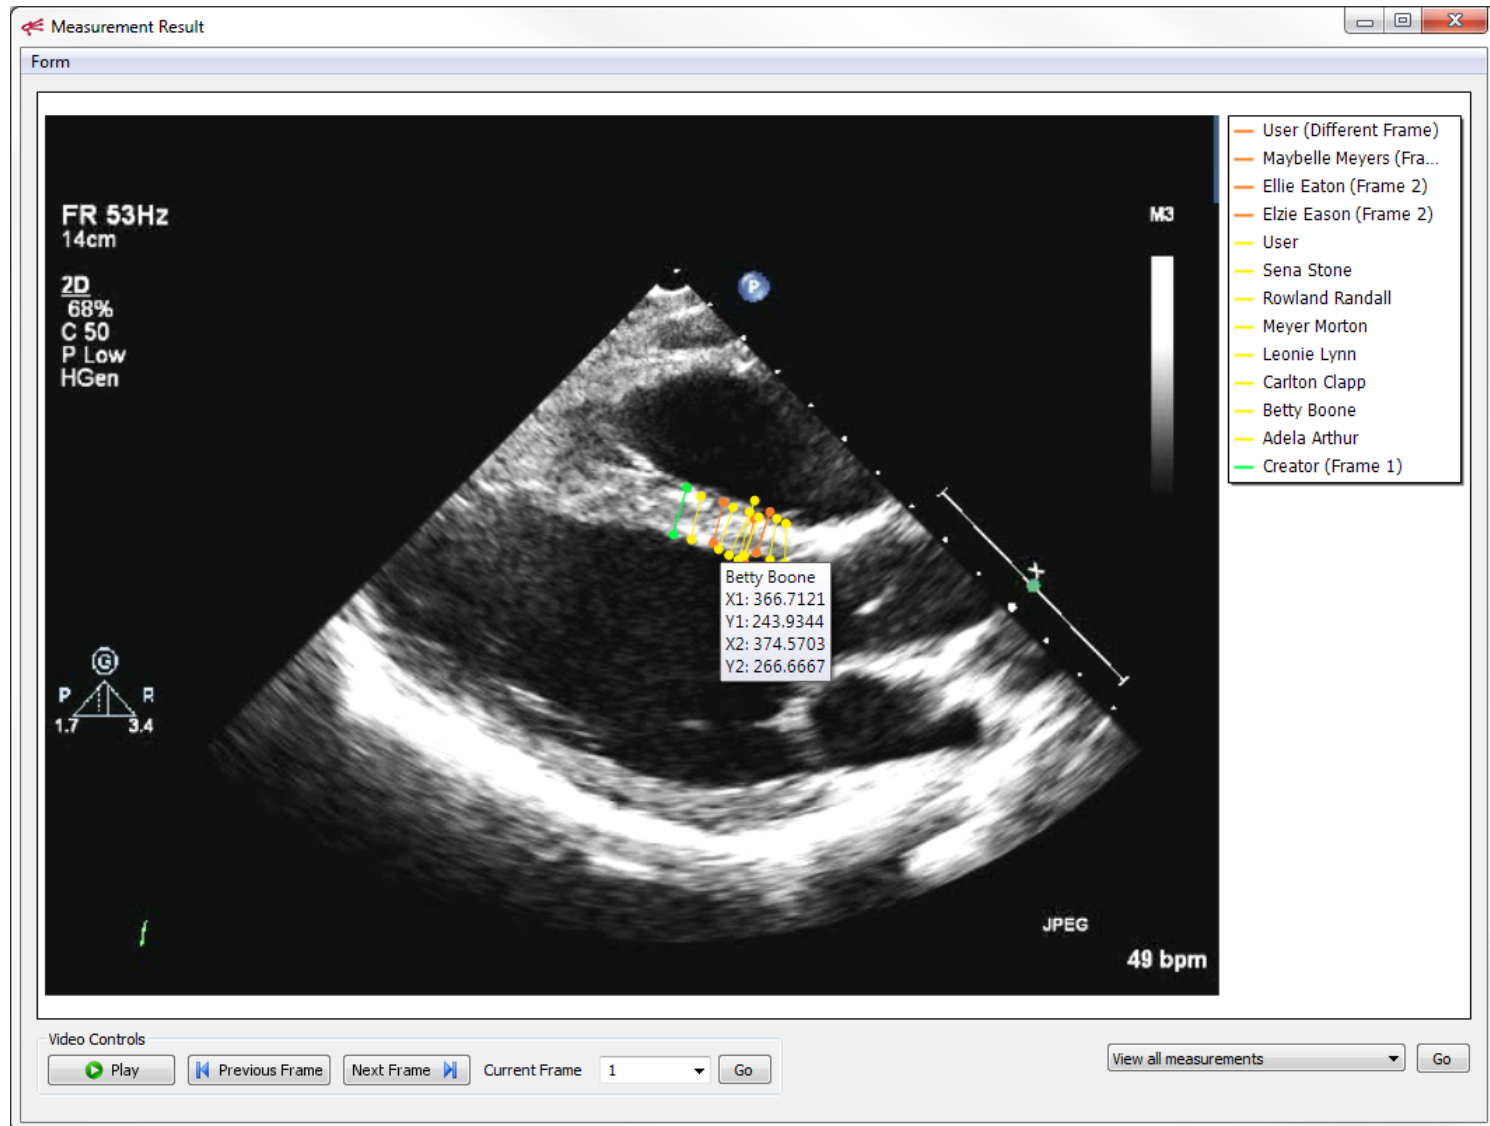 Measurement Result
Form
FR 53Hz
14cm
2D
68%
C 50
P Low
HGen
P
M3
G
P R
1.7 3.4
Betty Boone
X1: 366.7121
Y1: 243.9344
X2: 374.5703
Y2: 266.6667
JPEG
49 bpm
User (Different Frame)
Maybelle Meyers (Fra...
Ellie Eaton (Frame 2)
Elzie Eason (Frame 2)
User
Sena Stone
Rowland Randall
Meyer Morton
Leonie Lynn
Carlton Clapp
Betty Boone
Adela Arthur
Creator (Frame 1)
Video Controls
Play
Previous Frame
Next Frame
Current Frame
1
Go
View all measurements
Go